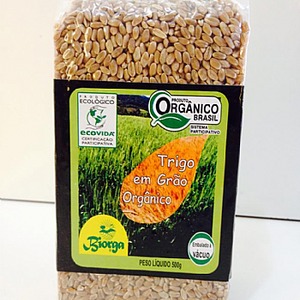 PRODUTO
ECOLÓGICO
ecovida
CERTIFICAÇÃO
PARTICIPATIVA
PRODUTO
ORGÂNICO
BRASIL
SISTEMA
PARTICIPATIVO
Trigo
em Grão
Orgânico
Biorga
PESO LÍQUIDO 500g
Embalado à
vácuo